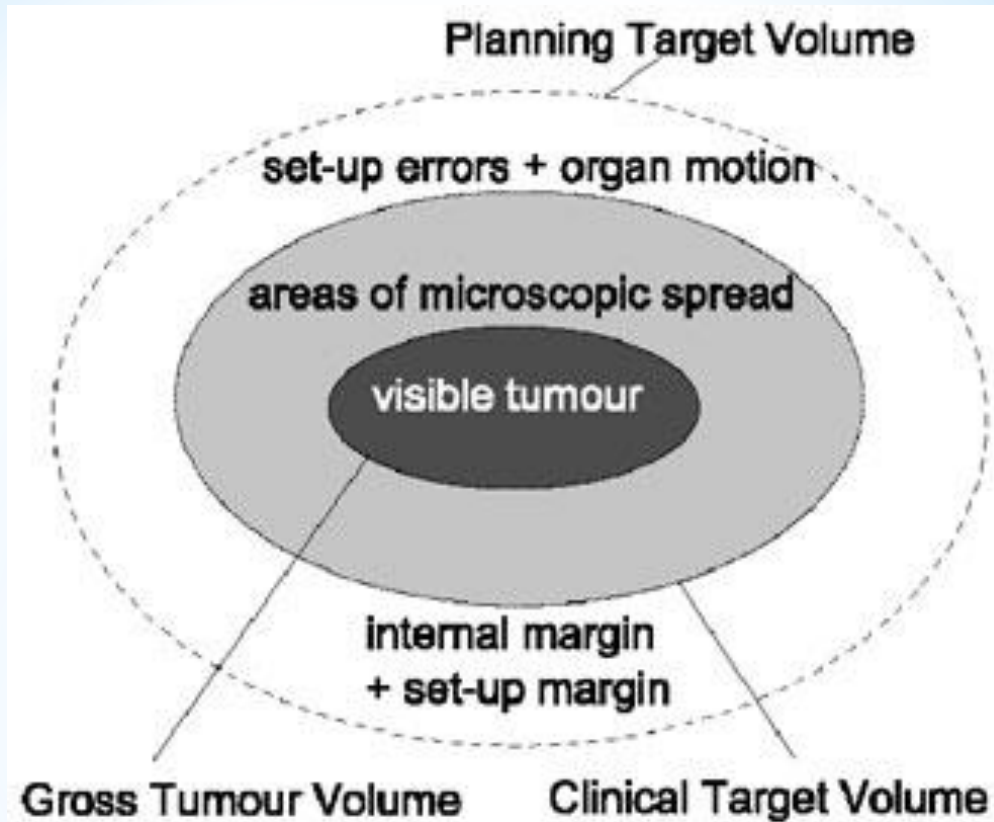 Planning Target Volume
set-up errors + organ motion
areas of microscopic spread
visible tumour
internal margin
+ set-up margin
Gross Tumour Volume
Clinical Target Volume